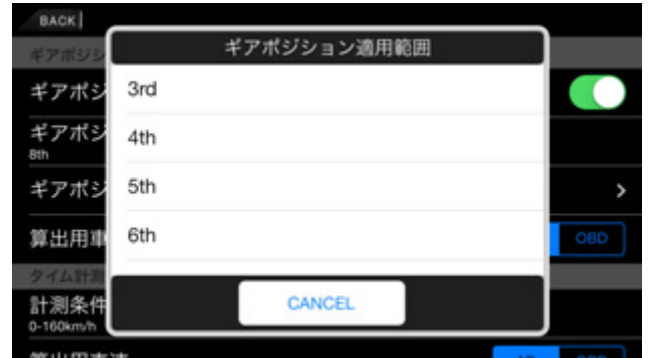 BACK
ギアポジシ
ギアポジション適用範囲
ギアポジ
3rd
ギアポジ
8th
4th
ギアポジ
5th
算出用車
6th
OBD
タイム計測
CANCEL
計測条件
0-160km/h